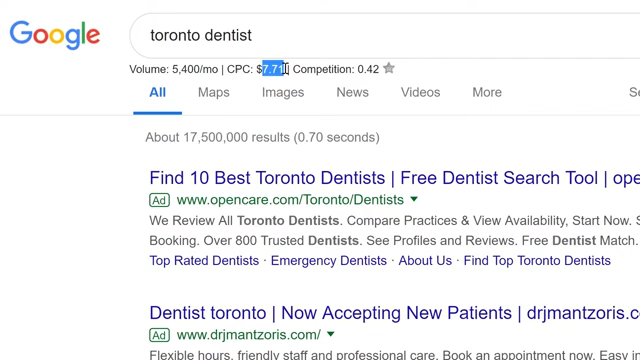 Google
toronto dentist
Volume: 5,400/mo | CPC: $7.71 | Competition: 0.42
All Maps Images News Videos More Se
About 17,500,000 results (0.70 seconds)
Find 10 Best Toronto Dentists | Free Dentist Search Tool | ope
Ad www.opencare.com/Toronto/Dentists
We Review All Toronto Dentists. Compare Practices & View Availability, Start Now. S
Booking. Over 800 Trusted Dentists. See Profiles and Reviews. Free Dentist Match.
Top Rated Dentists · Emergency Dentists · About Us · Find Top Toronto Dentists
Dentist toronto | Now Accepting New Patients | drjmantzoris.c
Ad www.drjmantzoris.com/
Flexible hours, friendly staff and professional care. Book an appointment now. Easy in